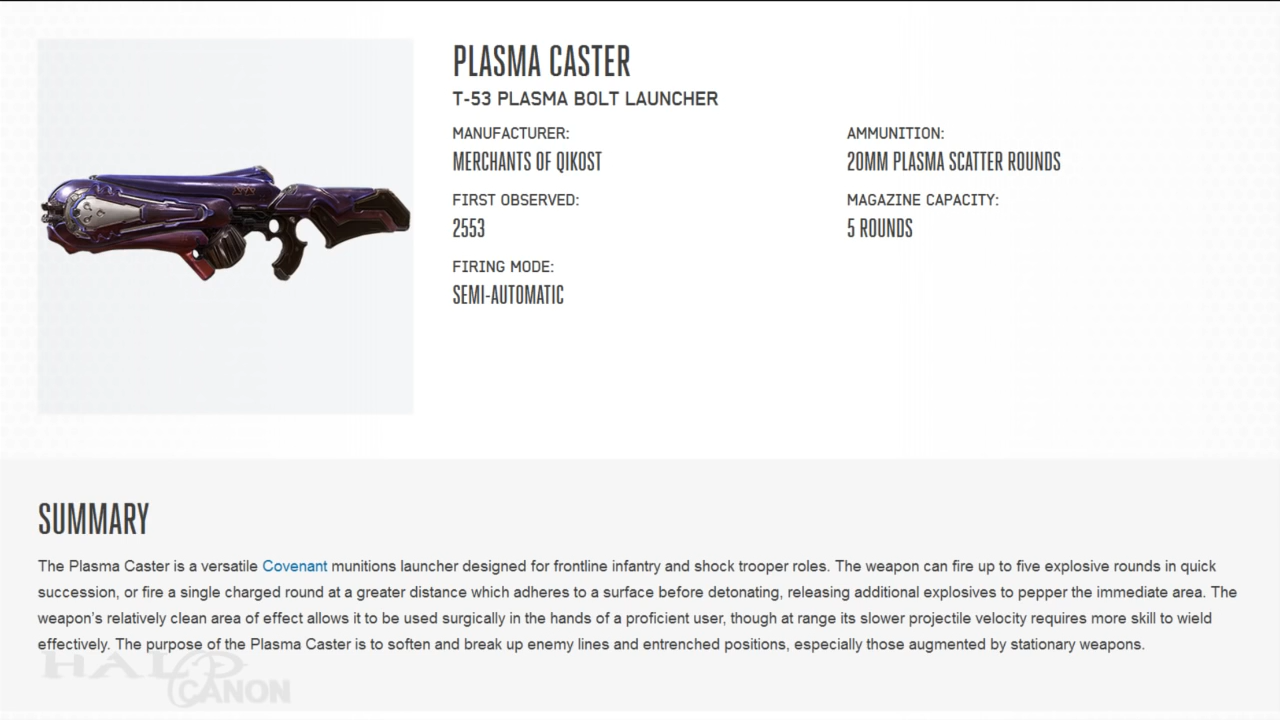 PLASMA CASTER
T-53 PLASMA BOLT LAUNCHER
MANUFACTURER:
MERCHANTS OF QIKOST
AMMUNITION:
20MM PLASMA SCATTER ROUNDS
FIRST OBSERVED:
2553
MAGAZINE CAPACITY:
5 ROUNDS
FIRING MODE:
SEMI-AUTOMATIC
SUMMARY
The Plasma Caster is a versatile Covenant munitions launcher designed for frontline infantry and shock trooper roles. The weapon can fire up to five explosive rounds in quick
succession, or fire a single charged round at a greater distance which adheres to a surface before detonating, releasing additional explosives to pepper the immediate area. The
weapon’s relatively clean area of effect allows it to be used surgically in the hands of a proficient user, though at range its slower projectile velocity requires more skill to wield
effectively. The purpose of the Plasma Caster is to soften and break up enemy lines and entrenched positions, especially those augmented by stationary weapons.
HALO
CANON